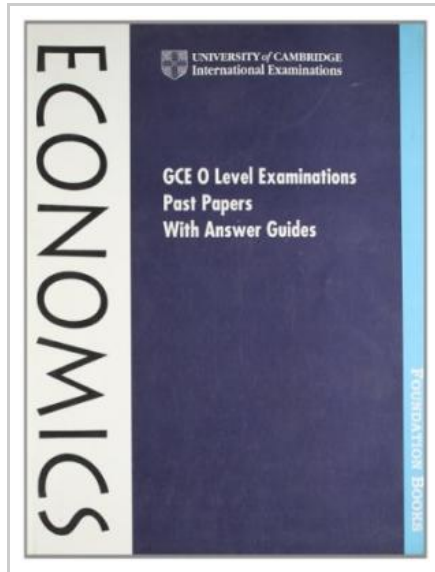 ECONOMICS
UNIVERSITY of CAMBRIDGE
International Examinations
GCE O Level Examinations
Past Papers
With Answer Guides
FOUNDATION BOOKS